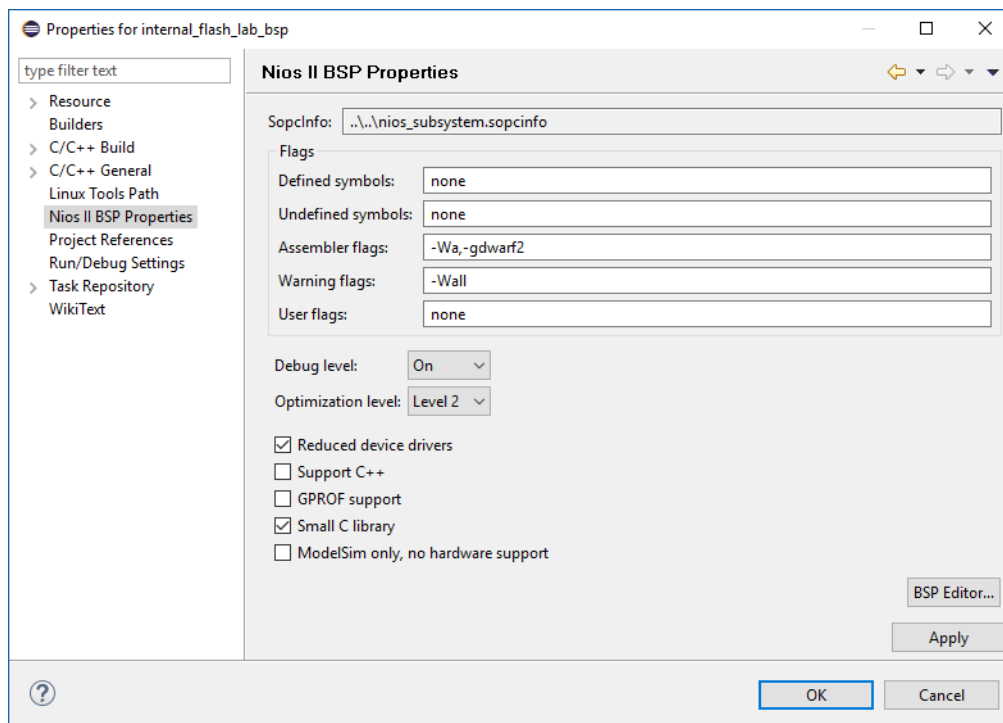 Properties for internal_flash_lab_bsp
type filter text
Resource
Builders
C/C++ Build
C/C++ General
Linux Tools Path
Nios II BSP Properties
Project References
Run/Debug Settings
Task Repository
WikiText
Nios II BSP Properties
SopcInfo: ..\..\nios_subsystem.sopcinfo
Flags
Defined symbols: none
Undefined symbols: none
Assembler flags: -Wa,-gdwarf2
Warning flags: -Wall
User flags: none
Debug level: On
Optimization level: Level 2
Reduced device drivers
Support C++
GPROF support
Small C library
ModelSim only, no hardware support
BSP Editor...
Apply
OK Cancel